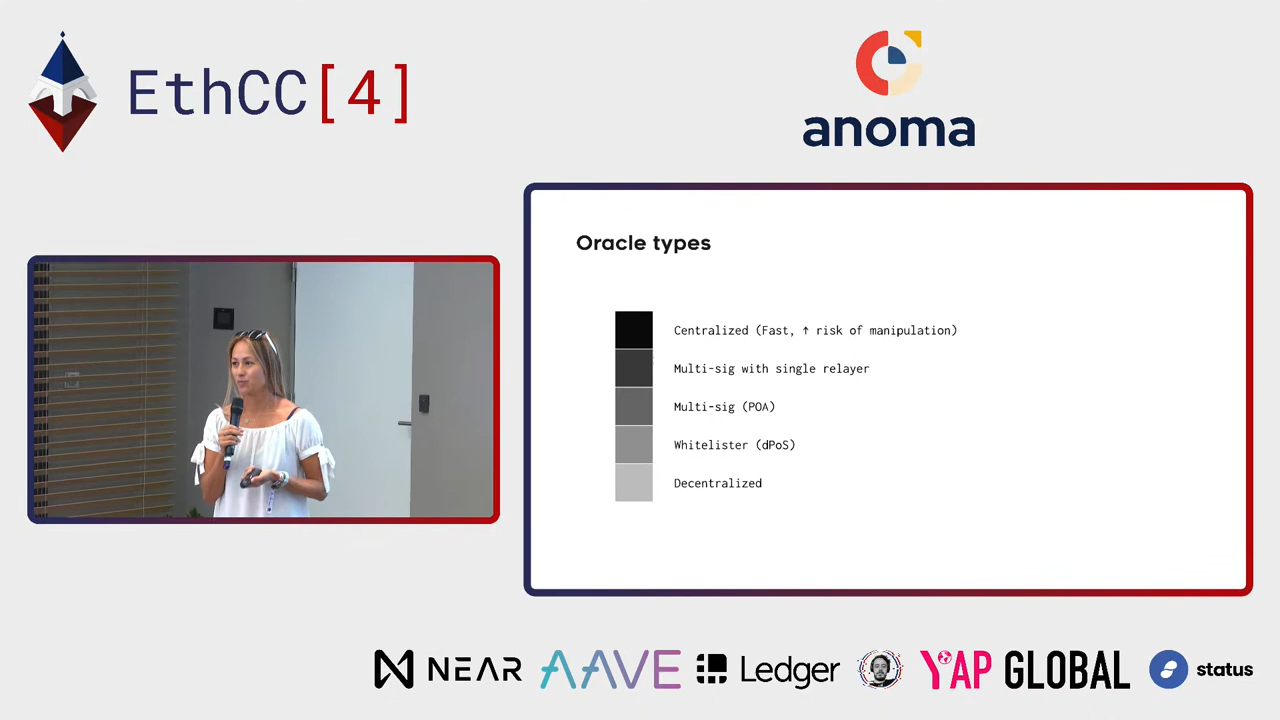 EthCC[4]
anoma
Oracle types
Centralized (Fast, ↑ risk of manipulation)
Multi-sig with single relayer
Multi-sig (POA)
Whitelister (dPoS)
Decentralized
NEAR
AAVE
Ledger
YAP GLOBAL
status